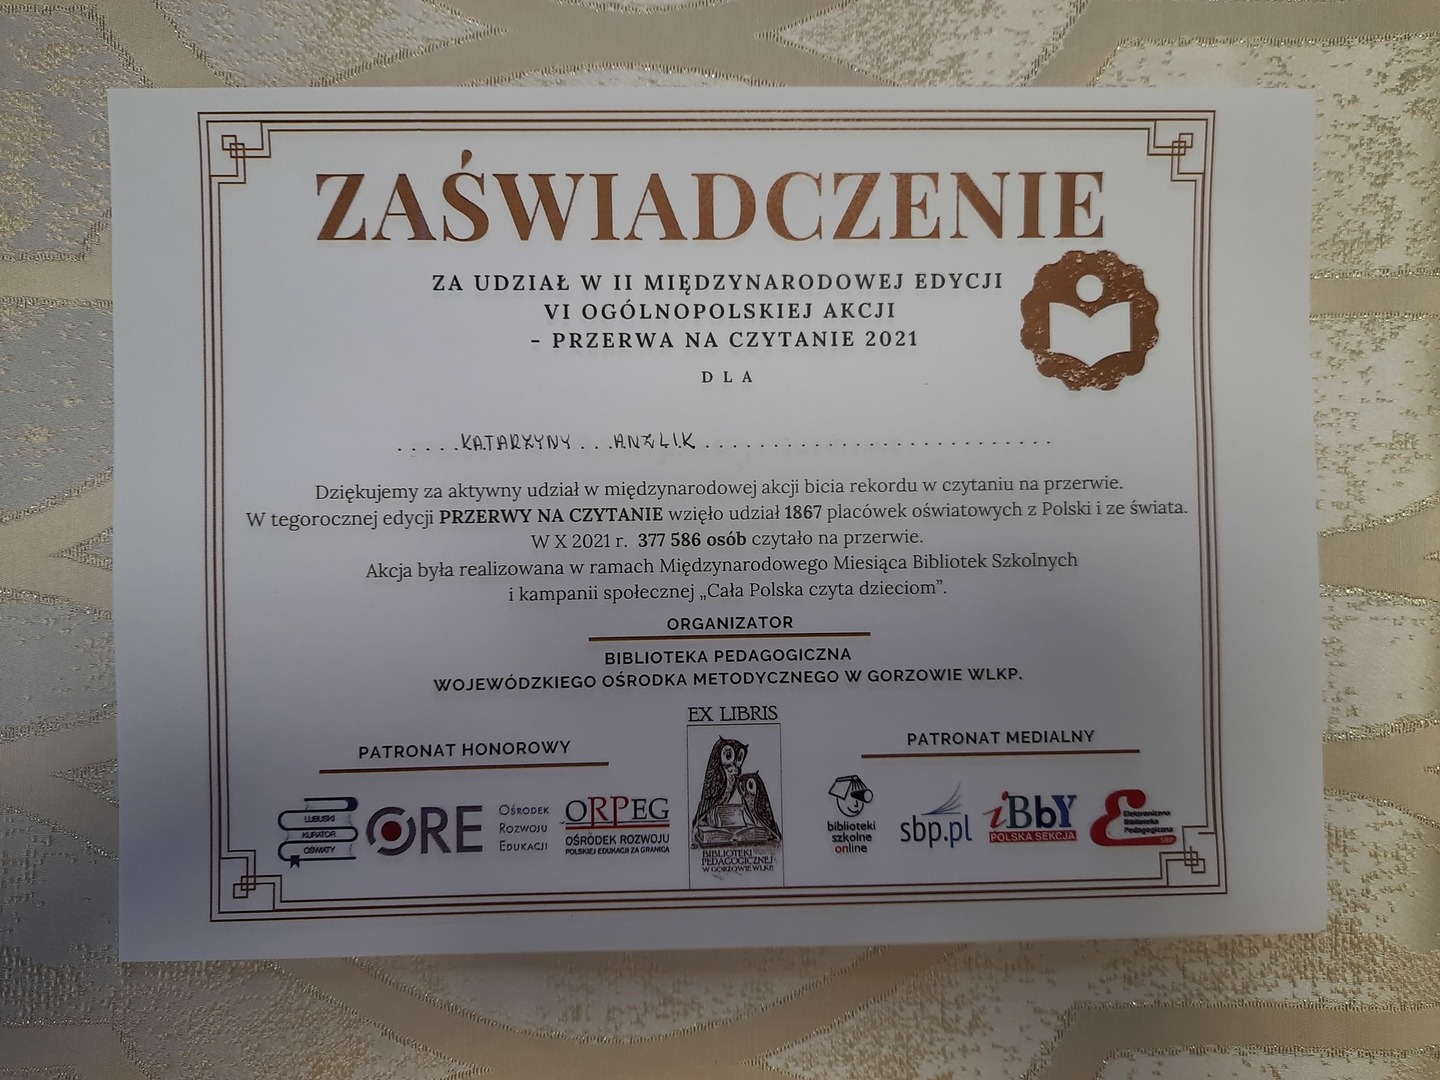 ZAŚWIADCZENIE
ZA UDZIAŁ W II MIĘDZYNARODOWEJ EDYCJI
VI OGÓLNOPOLSKIEJ AKCJI
- PRZERWA NA CZYTANIE 2021
DLA
.....KATARZYNY...ANZLIK..........................
Dziękujemy za aktywny udział w międzynarodowej akcji bicia rekordu w czytaniu na przerwie.
W tegorocznej edycji PRZERWY NA CZYTANIE wzięło udział 1867 placówek oświatowych z Polski i ze świata.
W X 2021 r. 377 586 osób czytało na przerwie.
Akcja była realizowana w ramach Międzynarodowego Miesiąca Bibliotek Szkolnych
i kampanii społecznej „Cała Polska czyta dzieciom”.
ORGANIZATOR
BIBLIOTEKA PEDAGOGICZNA
WOJEWÓDZKIEGO OŚRODKA METODYCZNEGO W GORZOWIE WLKP.
PATRONAT HONOROWY
LUBUSKI
KURATOR
OŚWIATY
ORE
OŚRODEK
ROZWOJU
EDUKACJI
ORPEG
OŚRODEK ROZWOJU
POLSKIEJ EDUKACJI ZA GRANICĄ
EX LIBRIS
BIBLIOTEKI
PEDAGOGICZNEJ
W GORZOWIE WLKP.
PATRONAT MEDIALNY
biblioteki
szkolne
online
sbp.pl
iBbY
POLSKA SEKCJA
Elektroniczna
Biblioteka
Pedagogiczna
SBP